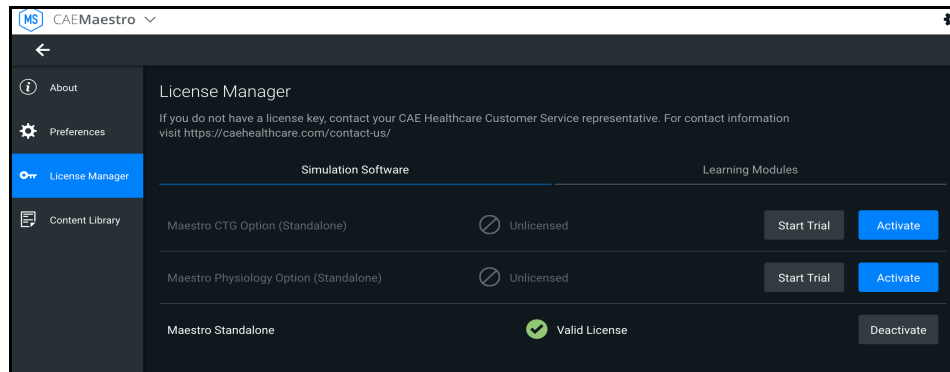 MS CAEMaestro
About
Preferences
License Manager
Content Library
License Manager
If you do not have a license key, contact your CAE Healthcare Customer Service representative. For contact information
visit https://caehealthcare.com/contact-us/
Simulation Software Learning Modules
Maestro CTG Option (Standalone) Unlicensed Start Trial Activate
Maestro Physiology Option (Standalone) Unlicensed Start Trial Activate
Maestro Standalone Valid License Deactivate